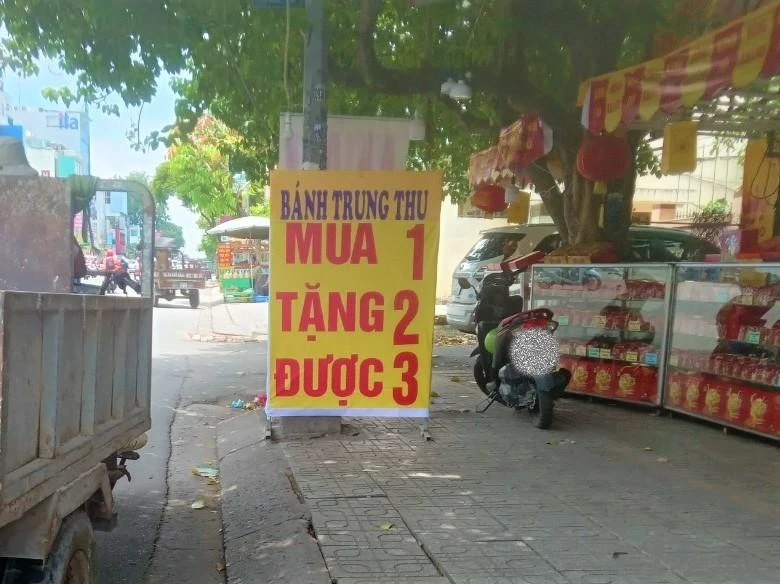 BÁNH TRUNG THU
MUA 1
TẶNG 2
ĐƯỢC 3